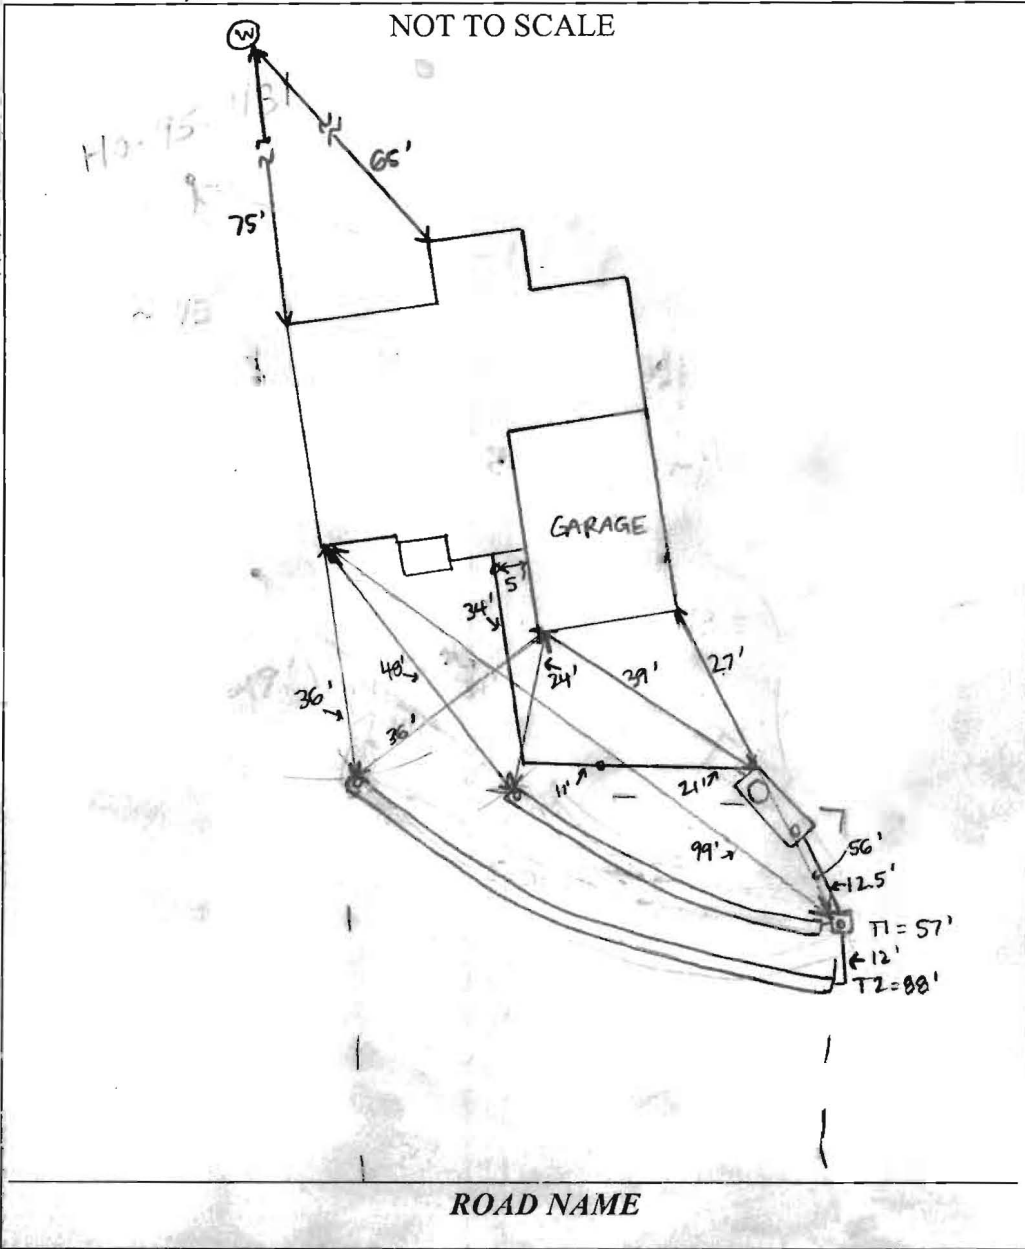 NOT TO SCALE
W
65'
75'
GARAGE
5'
34'
24'
39'
27'
48'
36'
36'
11'
21'
99'
56'
12.5'
T1 = 57'
12'
T2 = 88'
ROAD NAME